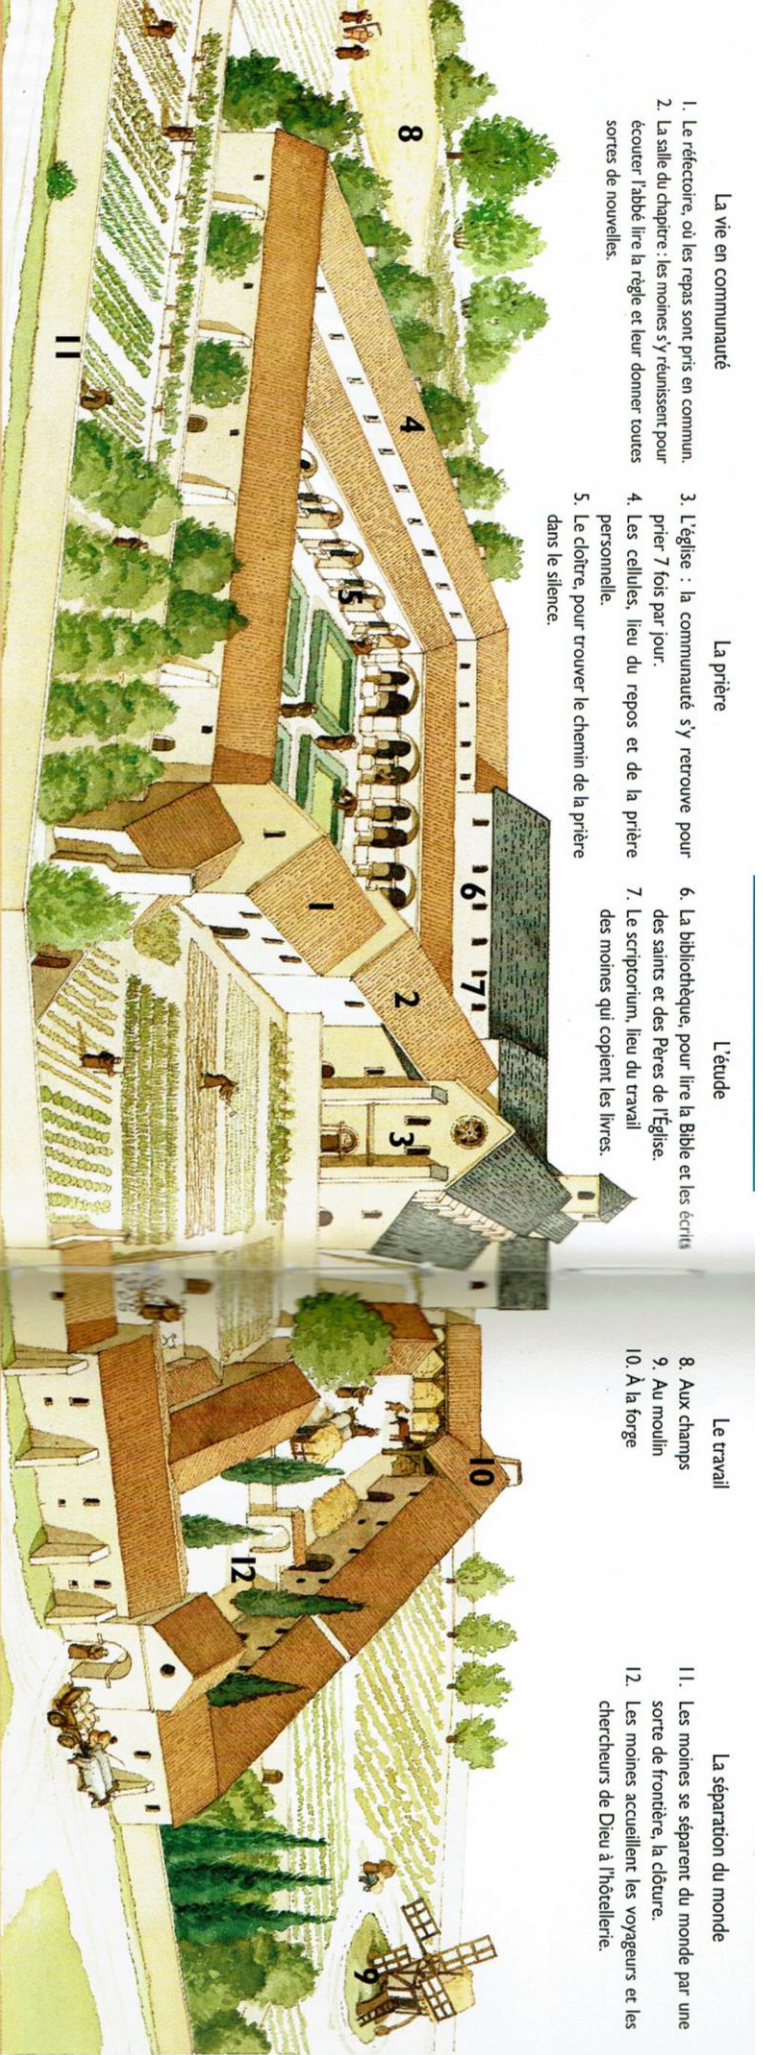 La vie en communauté
1. Le réfectoire, où les repas sont pris en commun.
2. La salle du chapitre : les moines s'y réunissent pour
écouter l'abbé lire la règle et leur donner toutes
sortes de nouvelles.
La prière
3. L'église : la communauté s'y retrouve pour
prier 7 fois par jour.
4. Les cellules, lieu du repos et de la prière
personnelle.
5. Le cloître, pour trouver le chemin de la prière
dans le silence.
L'étude
6. La bibliothèque, pour lire la Bible et les écrits
des saints et des Pères de l'Église.
7. Le scriptorium, lieu du travail
des moines qui copient les livres.
Le travail
8. Aux champs
9. Au moulin
10. À la forge
La séparation du monde
11. Les moines se séparent du monde par une
sorte de frontière, la clôture.
12. Les moines accueillent les voyageurs et les
chercheurs de Dieu à l'hôtellerie.
8
4
5
6
7
11
1
2
3
10
12
9